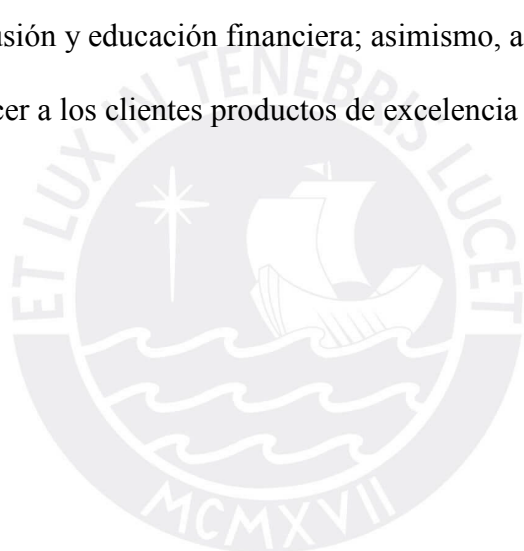 usión y educación financiera; asimismo, a
cer a los clientes productos de excelencia
ET LUX IN TENEBRIS LUCET
MCMXVII